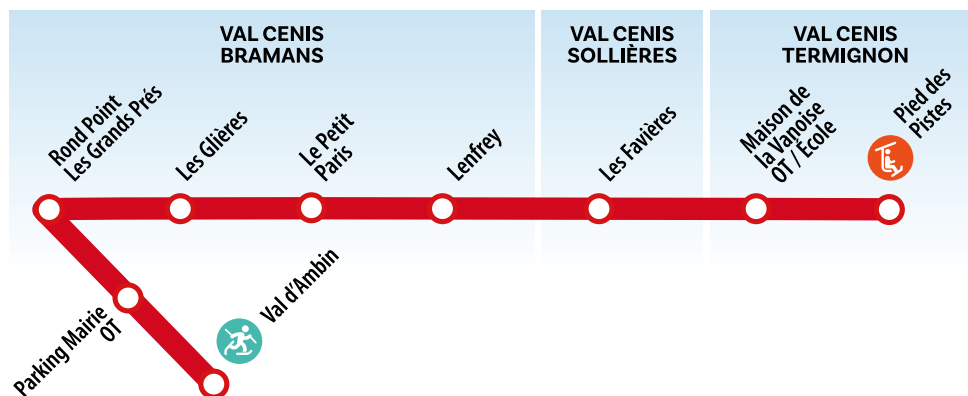 VAL CENIS
BRAMANS
VAL CENIS
SOLLIÈRES
VAL CENIS
TERMIGNON
Rond Point
Les Grands Prés
Les Glières
Le Petit
Paris
Lenfrey
Les Favières
Maison de
la Vanoise
OT / Ecole
Pied des
Pistes
Parking Mairie
OT
Val d'Ambin